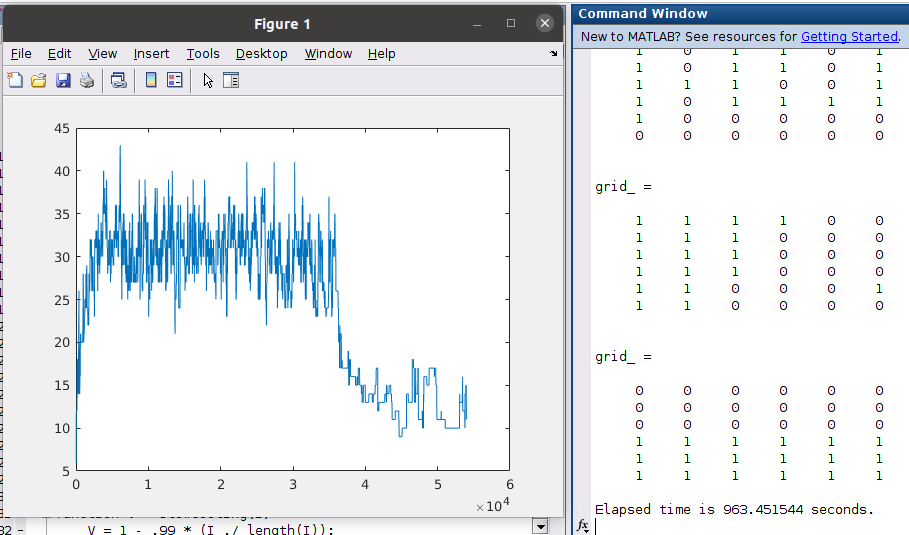 Figure 1
File Edit View Insert Tools Desktop Window Help
45
40
35
30
25
20
15
10
5
0 1 2 3 4 5 6
×10^4
V = 1 - .99 * (I ./ length(I));
Command Window
New to MATLAB? See resources for Getting Started.
1 0 1 1 0 1
1 0 1 1 0 1
1 1 1 0 0 1
1 0 1 1 1 1
1 0 0 0 0 0
0 0 0 0 0 0
grid_ =
1 1 1 1 0 0
1 1 1 0 0 0
1 1 1 0 0 0
1 1 1 0 0 0
1 1 0 0 0 1
1 1 0 0 0 0
grid_ =
0 0 0 0 0 0
0 0 0 0 0 0
0 0 0 0 0 0
1 1 1 1 1 1
1 1 1 1 1 1
1 1 1 1 1 1
Elapsed time is 963.451544 seconds.
fx